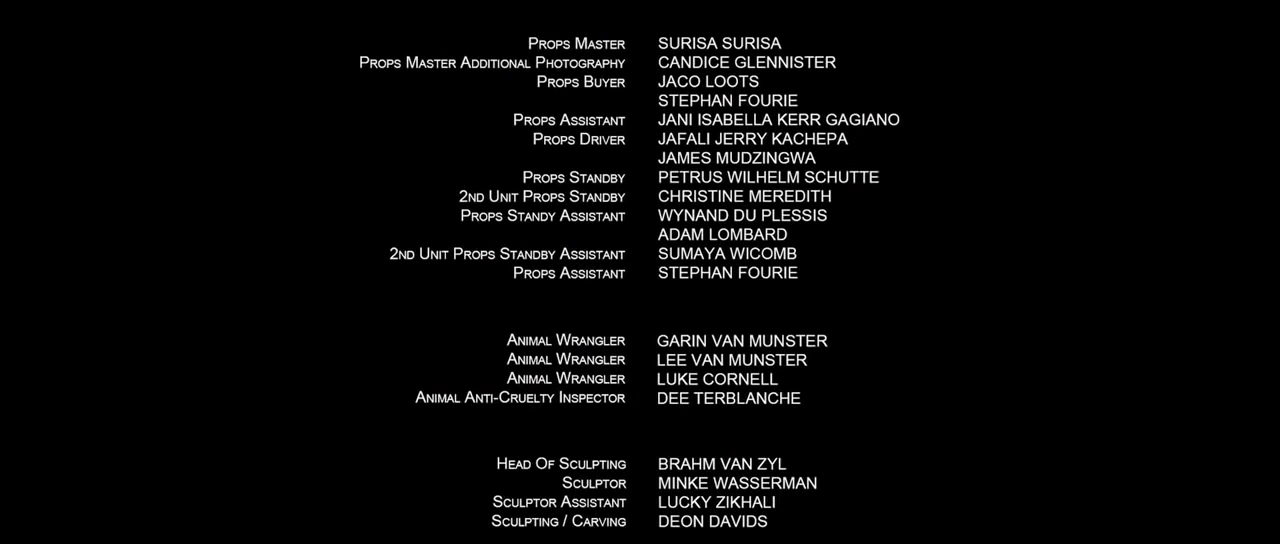 Props Master SURISA SURISA
Props Master Additional Photography CANDICE GLENNISTER
Props Buyer JACO LOOTS
STEPHAN FOURIE
Props Assistant JANI ISABELLA KERR GAGIANO
Props Driver JAFALI JERRY KACHEPA
JAMES MUDZINGWA
Props Standby PETRUS WILHELM SCHUTTE
2nd Unit Props Standby CHRISTINE MEREDITH
Props Standy Assistant WYNAND DU PLESSIS
ADAM LOMBARD
2nd Unit Props Standby Assistant SUMAYA WICOMB
Props Assistant STEPHAN FOURIE
Animal Wrangler GARIN VAN MUNSTER
Animal Wrangler LEE VAN MUNSTER
Animal Wrangler LUKE CORNELL
Animal Anti-Cruelty Inspector DEE TERBLANCHE
Head Of Sculpting BRAHM VAN ZYL
Sculptor MINKE WASSERMAN
Sculptor Assistant LUCKY ZIKHALI
Sculpting / Carving DEON DAVIDS